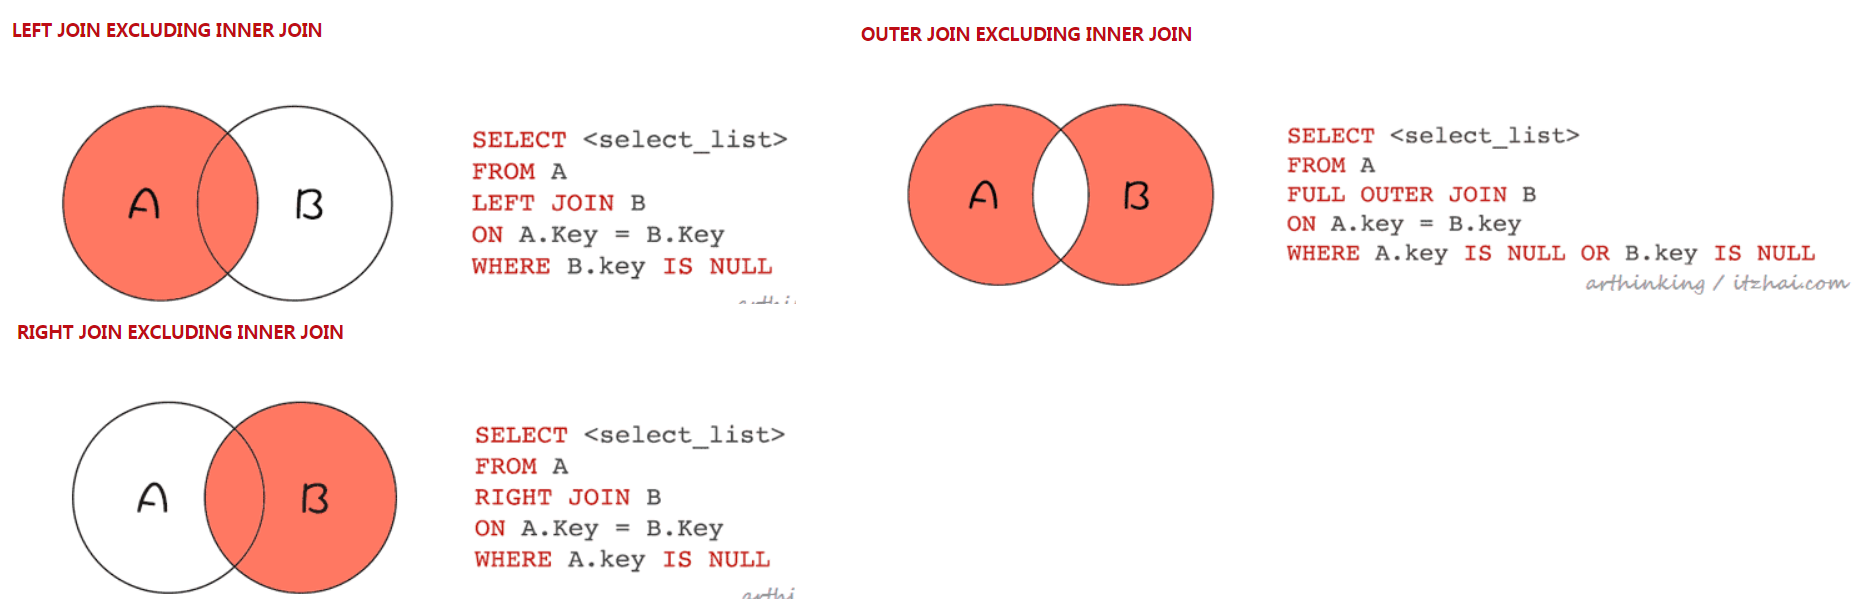 LEFT JOIN EXCLUDING INNER JOIN
A
B
SELECT <select_list>
FROM A
LEFT JOIN B
ON A.Key = B.Key
WHERE B.key IS NULL
OUTER JOIN EXCLUDING INNER JOIN
A
B
SELECT <select_list>
FROM A
FULL OUTER JOIN B
ON A.key = B.key
WHERE A.key IS NULL OR B.key IS NULL
arthinking / itzhai.com
RIGHT JOIN EXCLUDING INNER JOIN
A
B
SELECT <select_list>
FROM A
RIGHT JOIN B
ON A.Key = B.Key
WHERE A.key IS NULL